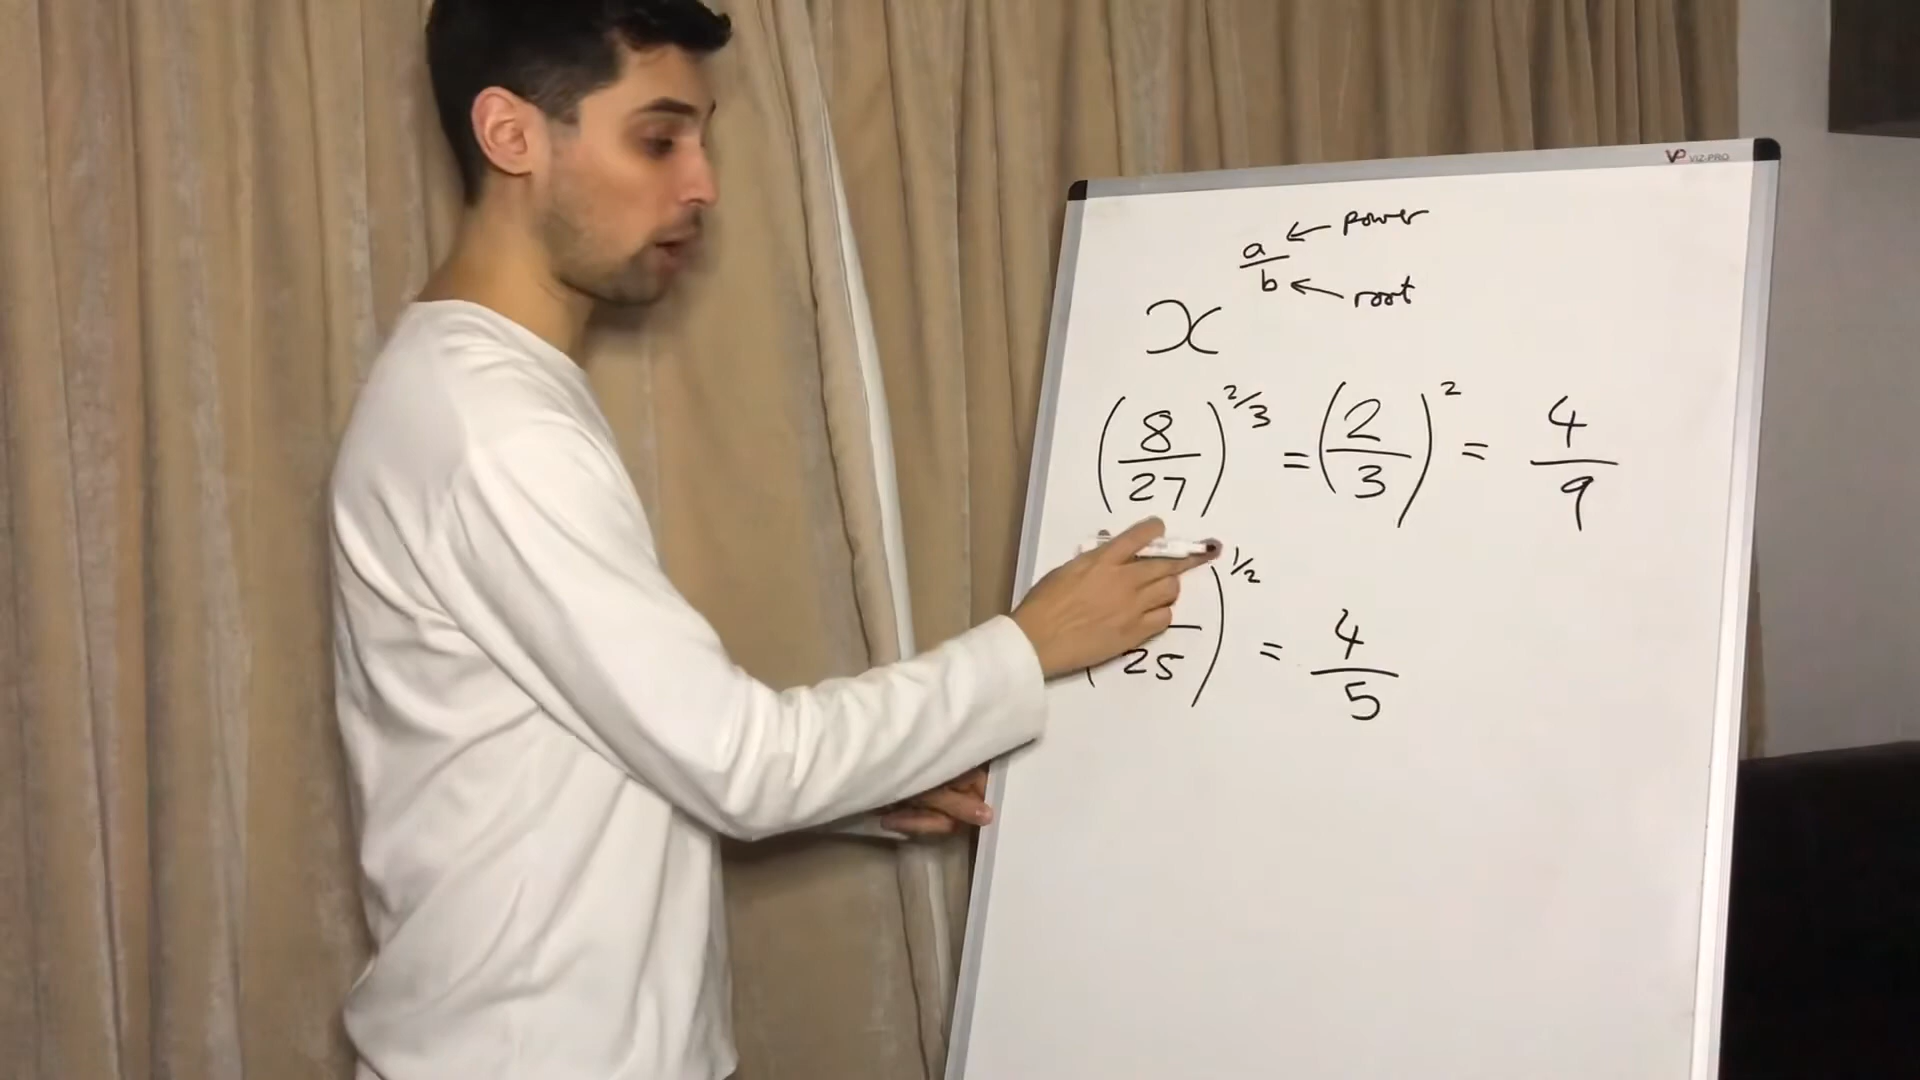 VP VIZ-PRO
a ← power
b ← root
x
(8/27)^2/3 = (2/3)^2 = 4/9
( /25)^1/2 = 4/5